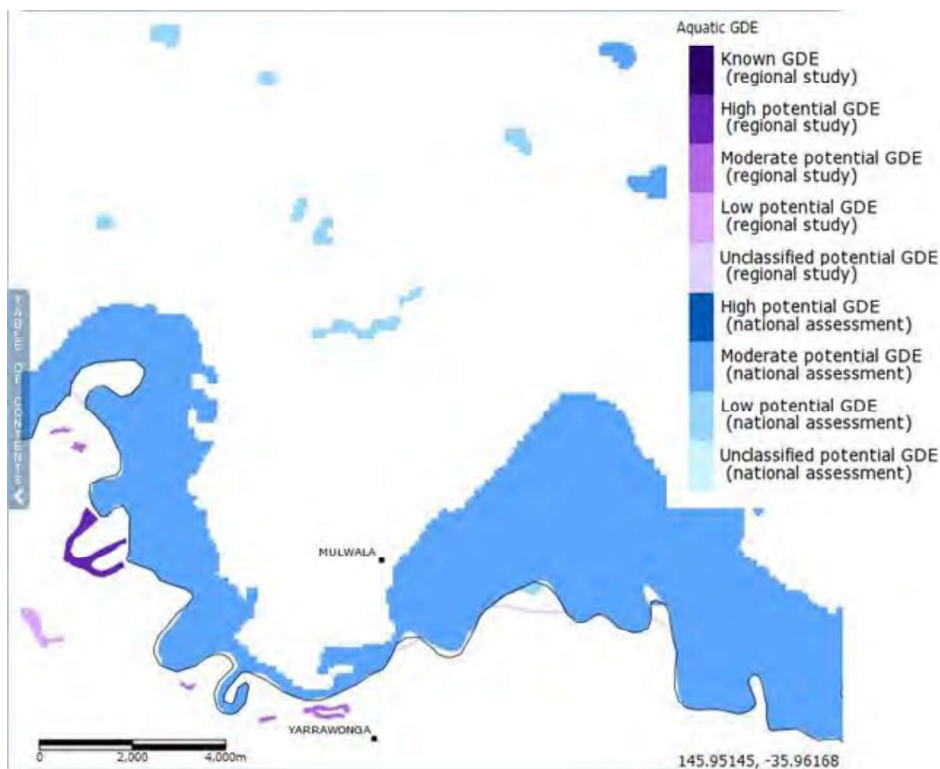 Aquatic GDE
Known GDE
(regional study)
High potential GDE
(regional study)
Moderate potential GDE
(regional study)
Low potential GDE
(regional study)
Unclassified potential GDE
(regional study)
High potential GDE
(national assessment)
Moderate potential GDE
(national assessment)
Low potential GDE
(national assessment)
Unclassified potential GDE
(national assessment)
TABLE OF CONTENTS
MULWALA
YARRAWONGA
0 2,000 4,000m
145.95145, -35.96168